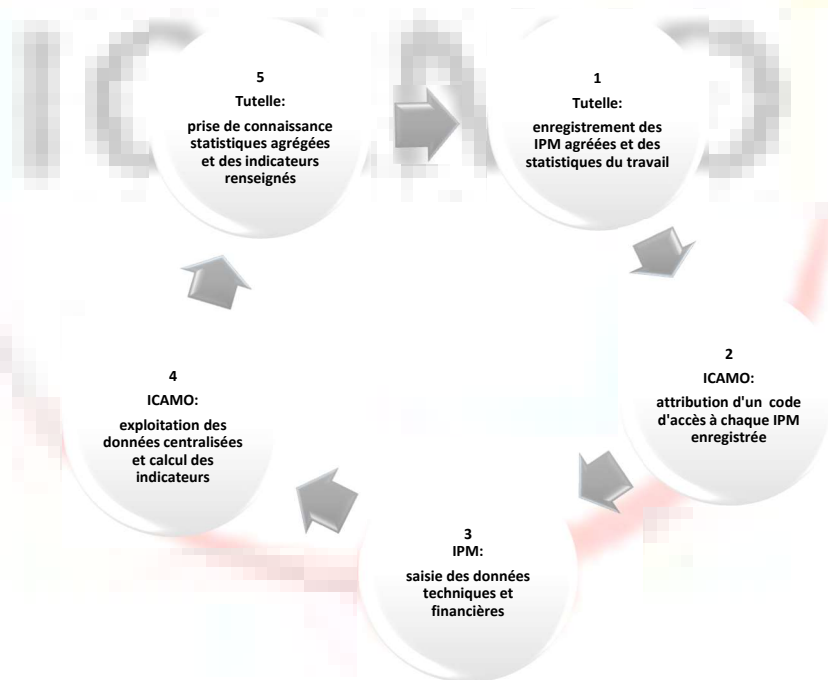 5
Tutelle:
prise de connaissance
statistiques agrégées
et des indicateurs
renseignés
1
Tutelle:
enregistrement des
IPM agréées et des
statistiques du travail
2
ICAMO:
attribution d'un code
d'accès à chaque IPM
enregistrée
3
IPM:
saisie des données
techniques et
financières
4
ICAMO:
exploitation des
données centralisées
et calcul des
indicateurs